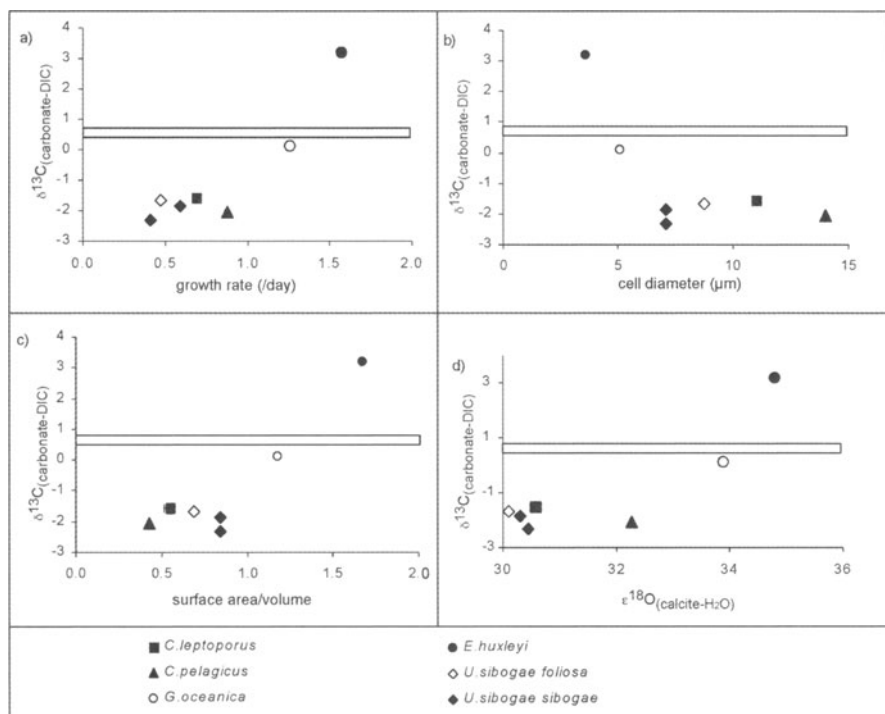 a)
4
3
2
1
0
-1
-2
-3
δ¹³C(carbonate-DIC)
0.0 0.5 1.0 1.5 2.0
growth rate (/day)
b)
4
3
2
1
0
-1
-2
-3
δ¹³C(carbonate-DIC)
0 5 10 15
cell diameter (µm)
c)
4
3
2
1
0
-1
-2
-3
δ¹³C(carbonate-DIC)
0.0 0.5 1.0 1.5 2.0
surface area/volume
d)
3
1
-1
-3
δ¹³C(carbonate-DIC)
30 32 34 36
ε¹⁸O(calcite-H₂O)
C.leptoporus
C.pelagicus
G.oceanica
E.huxleyi
U.sibogae foliosa
U.sibogae sibogae